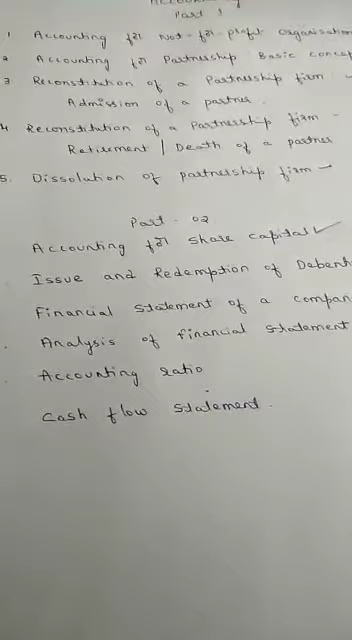 Part 1
1 Accounting for Not-for-profit organisation
2 Accounting for Partnership Basic concep
3 Reconstitution of a Partnership firm -
Admission of a partner.
4 Reconstitution of a Partnership firm -
Retirement / Death of a partner
5. Dissolution of partnership firm -
Part - 02
Accounting for share capital ✓
Issue and Redemption of Debent
Financial statement of a compan
Analysis of financial statement
Accounting ratio
Cash flow statement.